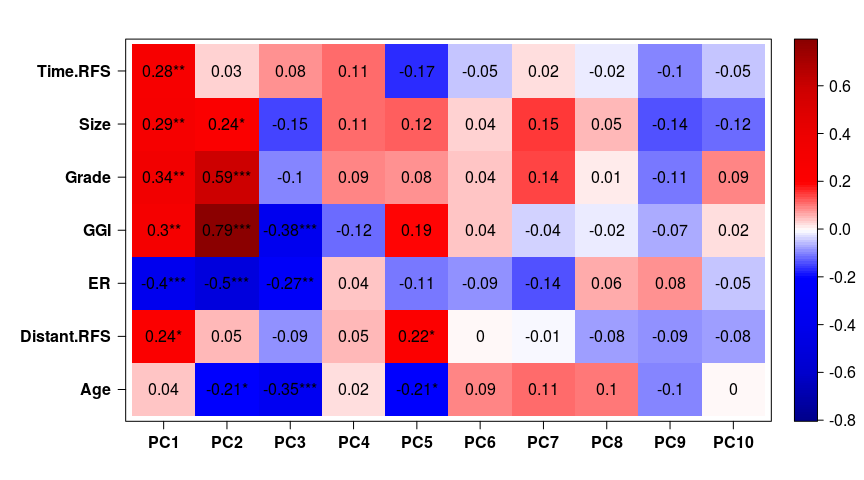 Time.RFS 0.28** 0.03 0.08 0.11 -0.17 -0.05 0.02 -0.02 -0.1 -0.05
Size 0.29** 0.24* -0.15 0.11 0.12 0.04 0.15 0.05 -0.14 -0.12
Grade 0.34** 0.59*** -0.1 0.09 0.08 0.04 0.14 0.01 -0.11 0.09
GGI 0.3** 0.79*** -0.38*** -0.12 0.19 0.04 -0.04 -0.02 -0.07 0.02
ER -0.4*** -0.5*** -0.27** 0.04 -0.11 -0.09 -0.14 0.06 0.08 -0.05
Distant.RFS 0.24* 0.05 -0.09 0.05 0.22* 0 -0.01 -0.08 -0.09 -0.08
Age 0.04 -0.21* -0.35*** 0.02 -0.21* 0.09 0.11 0.1 -0.1 0
PC1 PC2 PC3 PC4 PC5 PC6 PC7 PC8 PC9 PC10
0.6
0.4
0.2
0.0
-0.2
-0.4
-0.6
-0.8